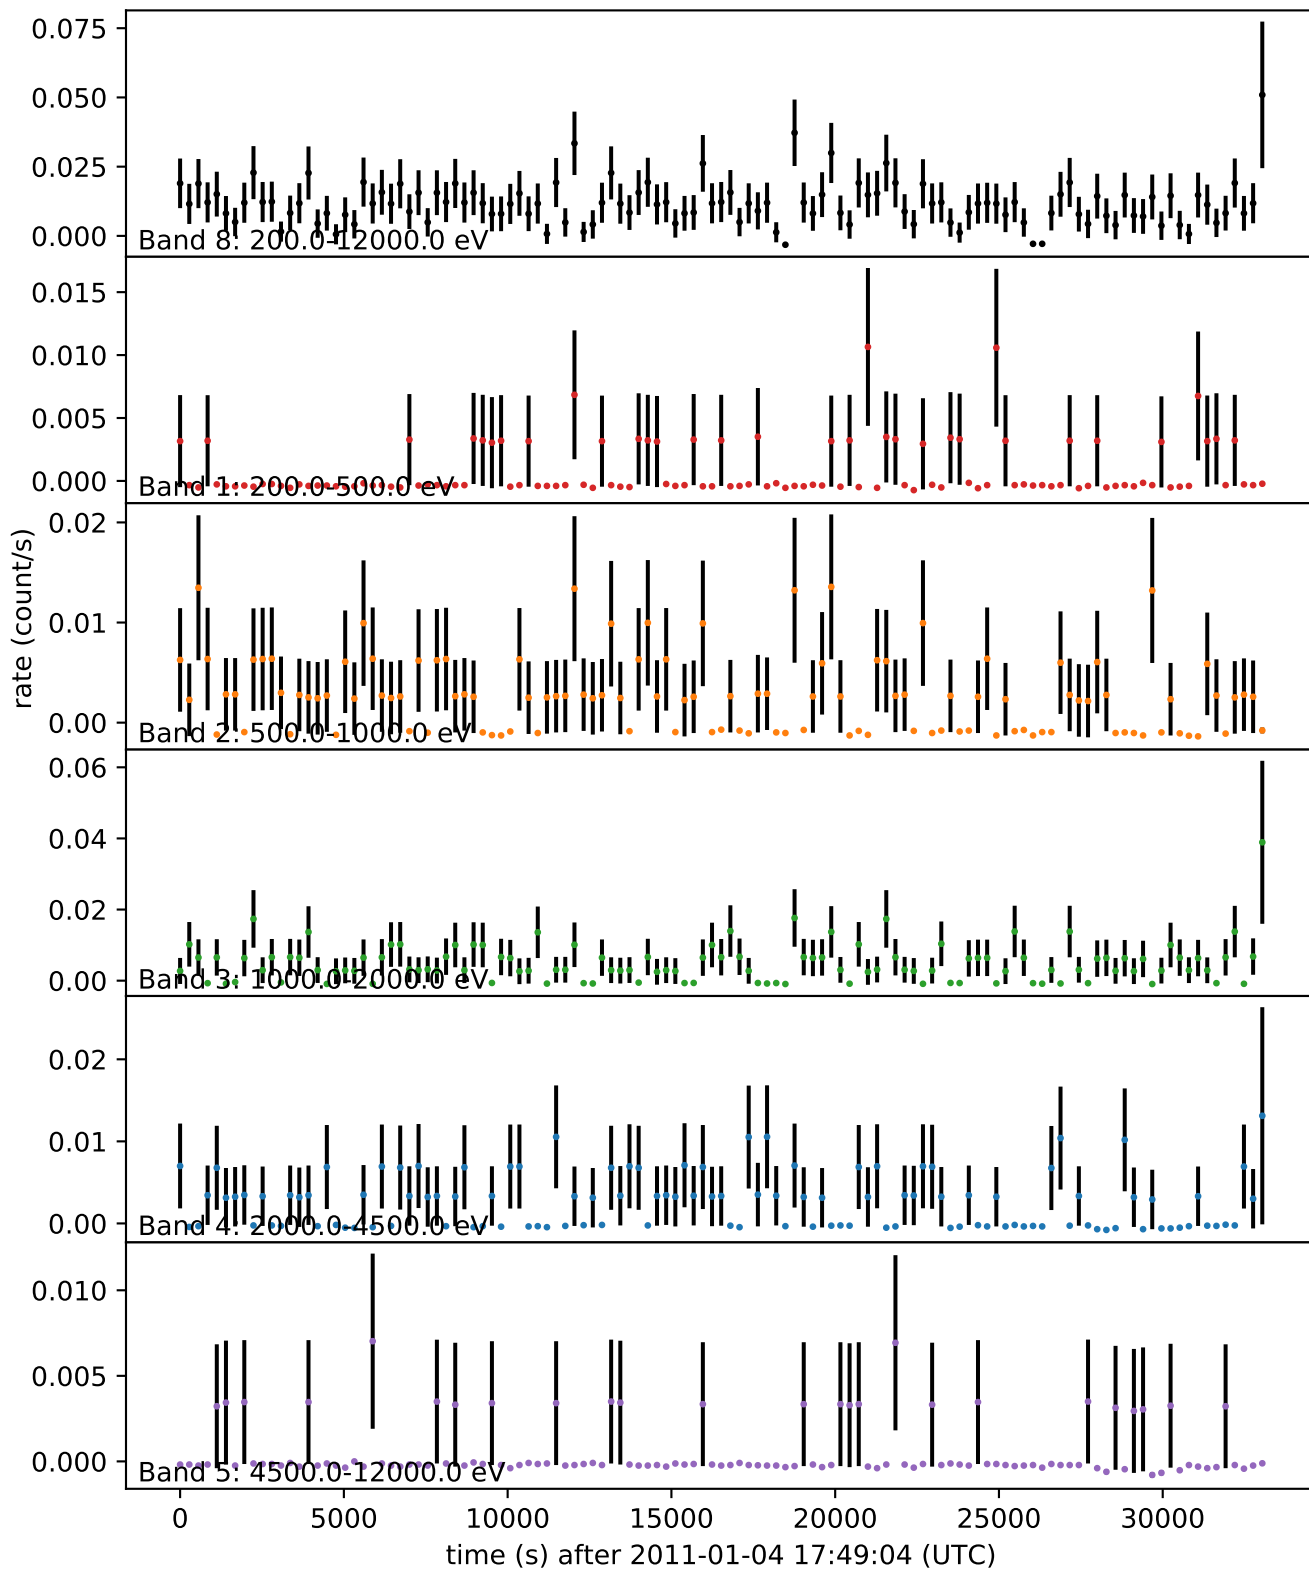 0.075
0.050
0.025
0.000
Band 8: 200.0-12000.0 eV
0.015
0.010
0.005
0.000
Band 1: 200.0-500.0 eV
rate (count/s)
0.02
0.01
0.00
Band 2: 500.0-1000.0 eV
0.06
0.04
0.02
0.00
Band 3: 1000.0-2000.0 eV
0.02
0.01
0.00
Band 4: 2000.0-4500.0 eV
0.010
0.005
0.000
Band 5: 4500.0-12000.0 eV
0 5000 10000 15000 20000 25000 30000
time (s) after 2011-01-04 17:49:04 (UTC)